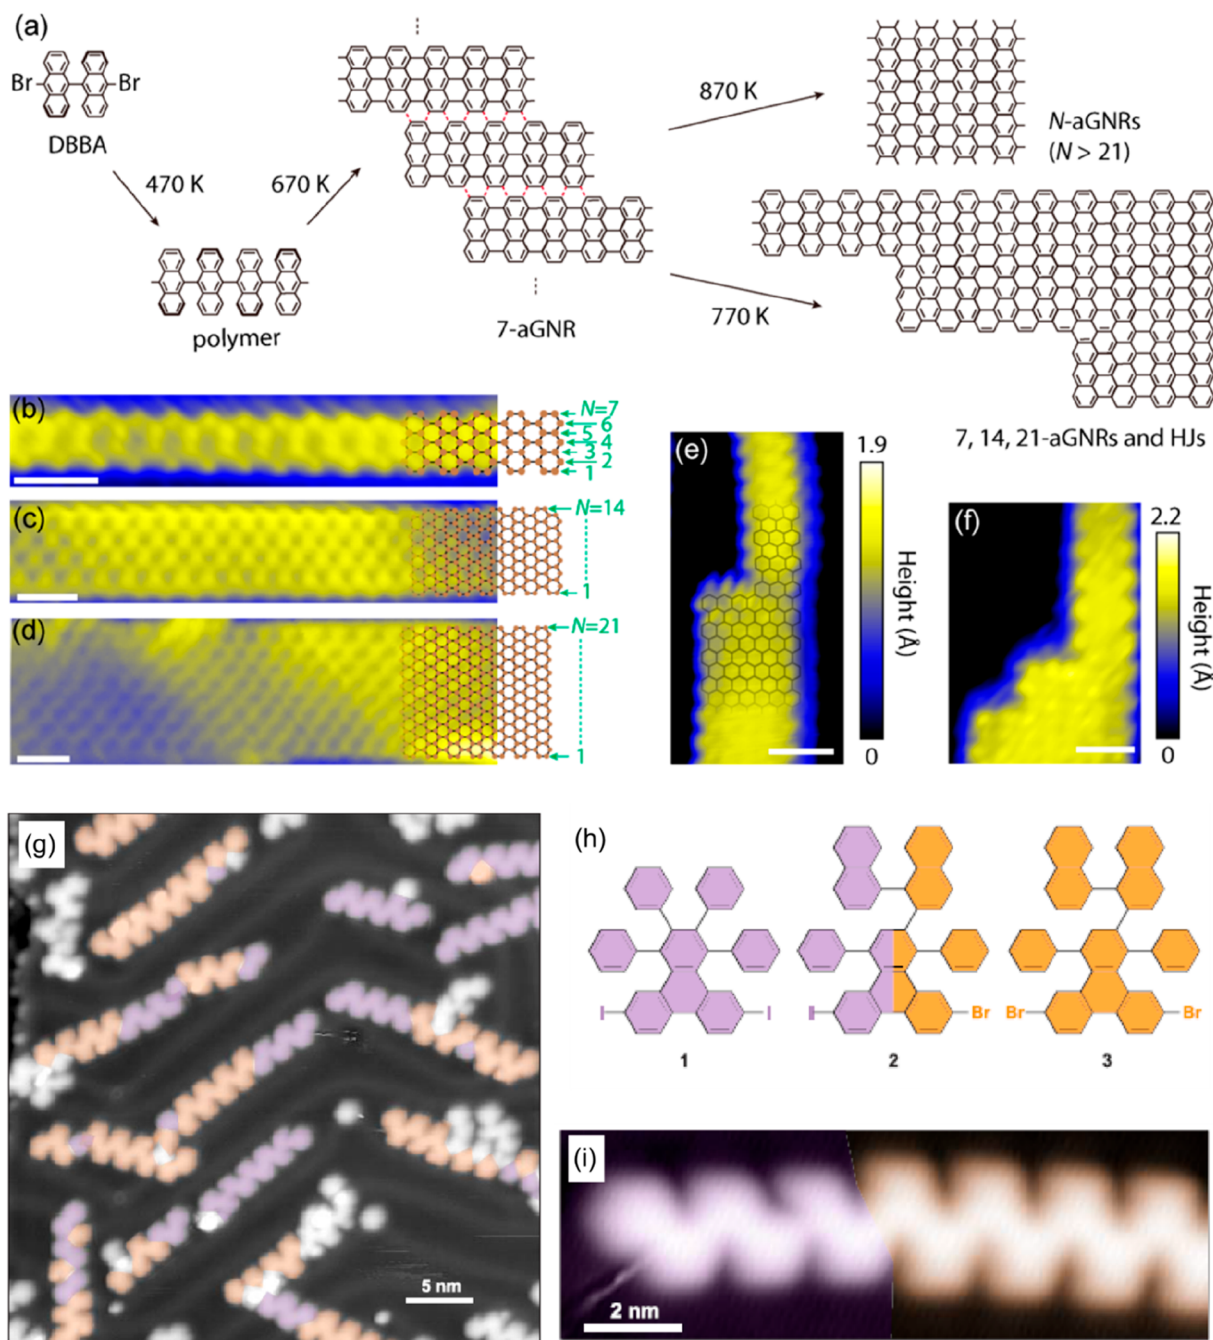 (a)
Br
Br
DBBA
470 K
670 K
polymer
7-aGNR
870 K
N-aGNRs
(N > 21)
770 K
7, 14, 21-aGNRs and HJs
(b)
N=7
6
5
4
3
2
1
(c)
N=14
1
(d)
N=21
1
(e)
1.9
Height (Å)
0
(f)
2.2
Height (Å)
0
(g)
5 nm
(h)
I
I
1
I
Br
2
Br
Br
3
(i)
2 nm